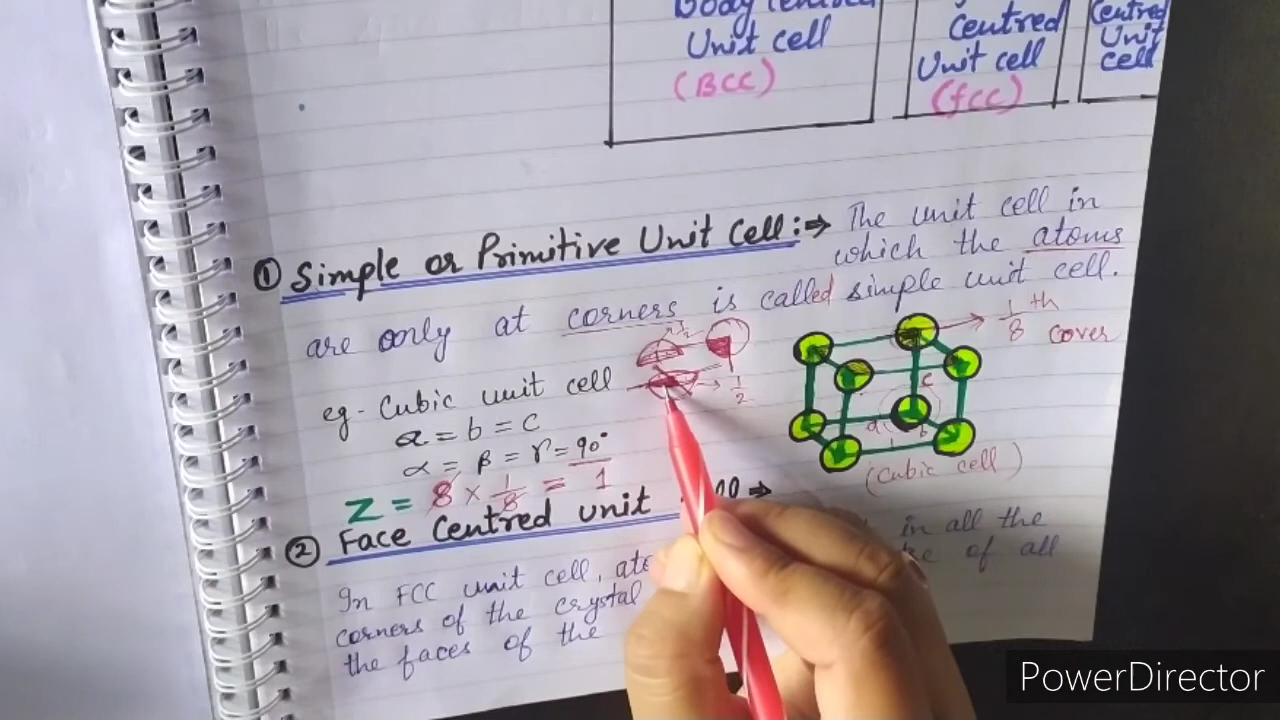 Body centred
Unit cell
(BCC)
Centred
Unit cell
(fcc)
Centred
Unit
cell
① Simple or Primitive Unit Cell:⇒ The unit cell in
which the atoms
are only at corners is called simple unit cell.
1/8 th
cover
1/2
eg - Cubic unit cell
1/2
a = b = c
α = β = γ = 90°
c
a
b
(Cubic cell)
Z = 8 × 1/8 = 1
② Face Centred unit ⇒
in all the
In FCC unit cell,
of all
corners of the crystal
the faces of the
PowerDirector